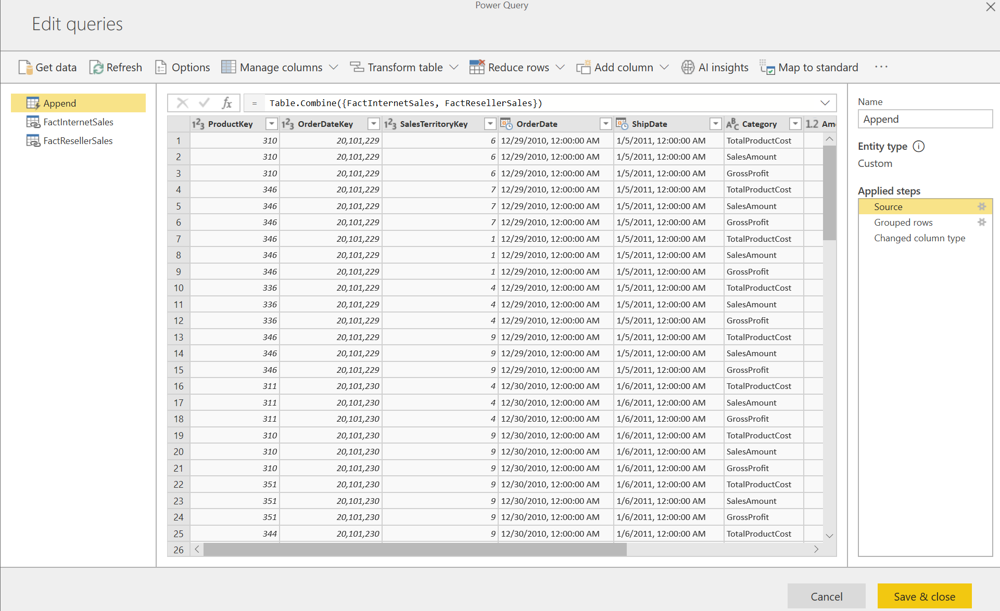 Power Query
Edit queries
Get data Refresh Options Manage columns Transform table Reduce rows Add column AI insights Map to standard ...
Append
FactInternetSales
FactResellerSales
fx = Table.Combine({FactInternetSales, FactResellerSales})
123 ProductKey 123 OrderDateKey 123 SalesTerritoryKey OrderDate ShipDate ABC Category 1.2 Am
1 310 20,101,229 6 12/29/2010, 12:00:00 AM 1/5/2011, 12:00:00 AM TotalProductCost
2 310 20,101,229 6 12/29/2010, 12:00:00 AM 1/5/2011, 12:00:00 AM SalesAmount
3 310 20,101,229 6 12/29/2010, 12:00:00 AM 1/5/2011, 12:00:00 AM GrossProfit
4 346 20,101,229 7 12/29/2010, 12:00:00 AM 1/5/2011, 12:00:00 AM TotalProductCost
5 346 20,101,229 7 12/29/2010, 12:00:00 AM 1/5/2011, 12:00:00 AM SalesAmount
6 346 20,101,229 7 12/29/2010, 12:00:00 AM 1/5/2011, 12:00:00 AM GrossProfit
7 346 20,101,229 1 12/29/2010, 12:00:00 AM 1/5/2011, 12:00:00 AM TotalProductCost
8 346 20,101,229 1 12/29/2010, 12:00:00 AM 1/5/2011, 12:00:00 AM SalesAmount
9 346 20,101,229 1 12/29/2010, 12:00:00 AM 1/5/2011, 12:00:00 AM GrossProfit
10 336 20,101,229 4 12/29/2010, 12:00:00 AM 1/5/2011, 12:00:00 AM TotalProductCost
11 336 20,101,229 4 12/29/2010, 12:00:00 AM 1/5/2011, 12:00:00 AM SalesAmount
12 336 20,101,229 4 12/29/2010, 12:00:00 AM 1/5/2011, 12:00:00 AM GrossProfit
13 346 20,101,229 9 12/29/2010, 12:00:00 AM 1/5/2011, 12:00:00 AM TotalProductCost
14 346 20,101,229 9 12/29/2010, 12:00:00 AM 1/5/2011, 12:00:00 AM SalesAmount
15 346 20,101,229 9 12/29/2010, 12:00:00 AM 1/5/2011, 12:00:00 AM GrossProfit
16 311 20,101,230 4 12/30/2010, 12:00:00 AM 1/6/2011, 12:00:00 AM TotalProductCost
17 311 20,101,230 4 12/30/2010, 12:00:00 AM 1/6/2011, 12:00:00 AM SalesAmount
18 311 20,101,230 4 12/30/2010, 12:00:00 AM 1/6/2011, 12:00:00 AM GrossProfit
19 310 20,101,230 9 12/30/2010, 12:00:00 AM 1/6/2011, 12:00:00 AM TotalProductCost
20 310 20,101,230 9 12/30/2010, 12:00:00 AM 1/6/2011, 12:00:00 AM SalesAmount
21 310 20,101,230 9 12/30/2010, 12:00:00 AM 1/6/2011, 12:00:00 AM GrossProfit
22 351 20,101,230 9 12/30/2010, 12:00:00 AM 1/6/2011, 12:00:00 AM TotalProductCost
23 351 20,101,230 9 12/30/2010, 12:00:00 AM 1/6/2011, 12:00:00 AM SalesAmount
24 351 20,101,230 9 12/30/2010, 12:00:00 AM 1/6/2011, 12:00:00 AM GrossProfit
25 344 20,101,230 9 12/30/2010, 12:00:00 AM 1/6/2011, 12:00:00 AM TotalProductCost
26
Name
Append
Entity type
Custom
Applied steps
Source
Grouped rows
Changed column type
Cancel Save & close